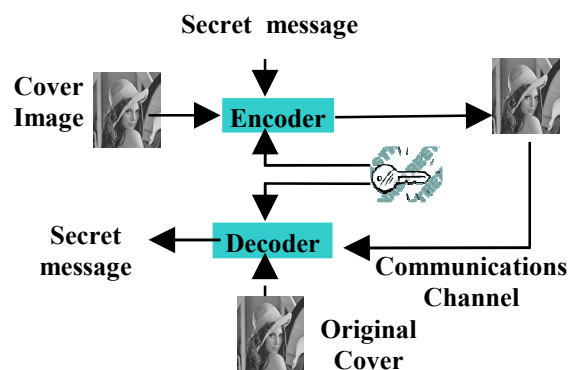 Secret message
Cover
Image
Encoder
Decoder
Secret
message
Communications
Channel
Original
Cover